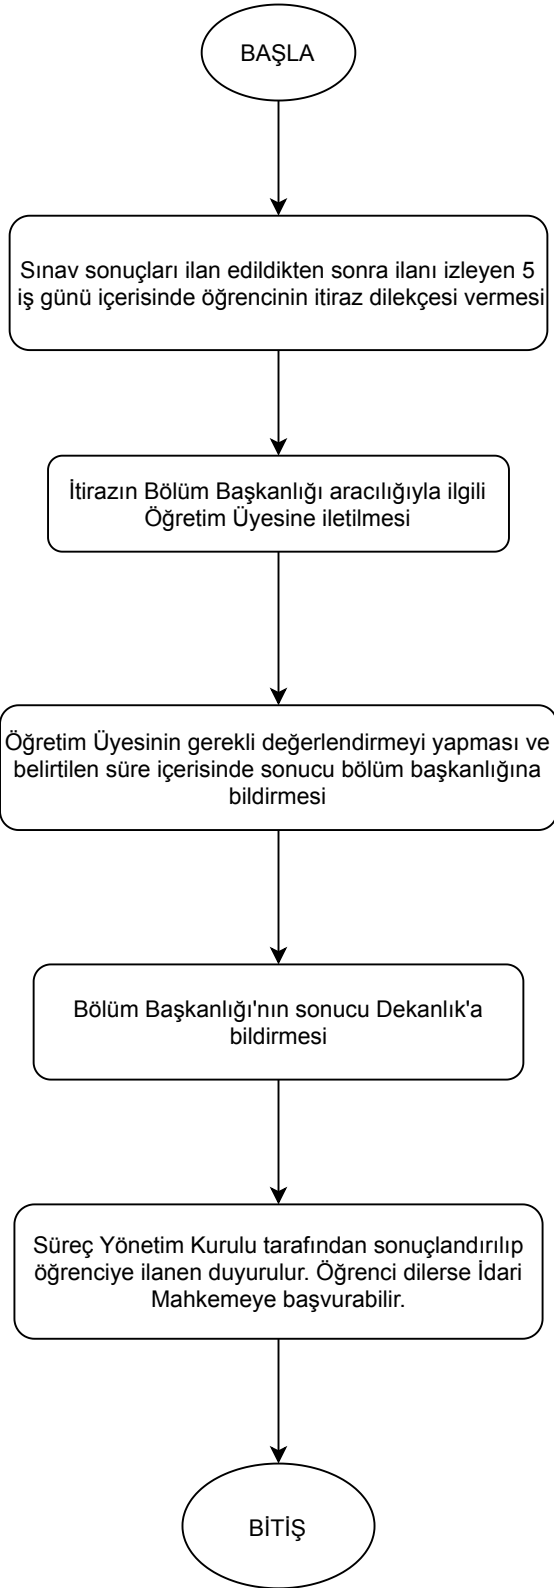 BAŞLA
Sınav sonuçları ilan edildikten sonra ilanı izleyen 5
iş günü içerisinde öğrencinin itiraz dilekçesi vermesi
İtirazın Bölüm Başkanlığı aracılığıyla ilgili
Öğretim Üyesine iletilmesi
Öğretim Üyesinin gerekli değerlendirmeyi yapması ve
belirtilen süre içerisinde sonucu bölüm başkanlığına
bildirmesi
Bölüm Başkanlığı'nın sonucu Dekanlık'a
bildirmesi
Süreç Yönetim Kurulu tarafından sonuçlandırılıp
öğrenciye ilanen duyurulur. Öğrenci dilerse İdari
Mahkemeye başvurabilir.
BİTİŞ